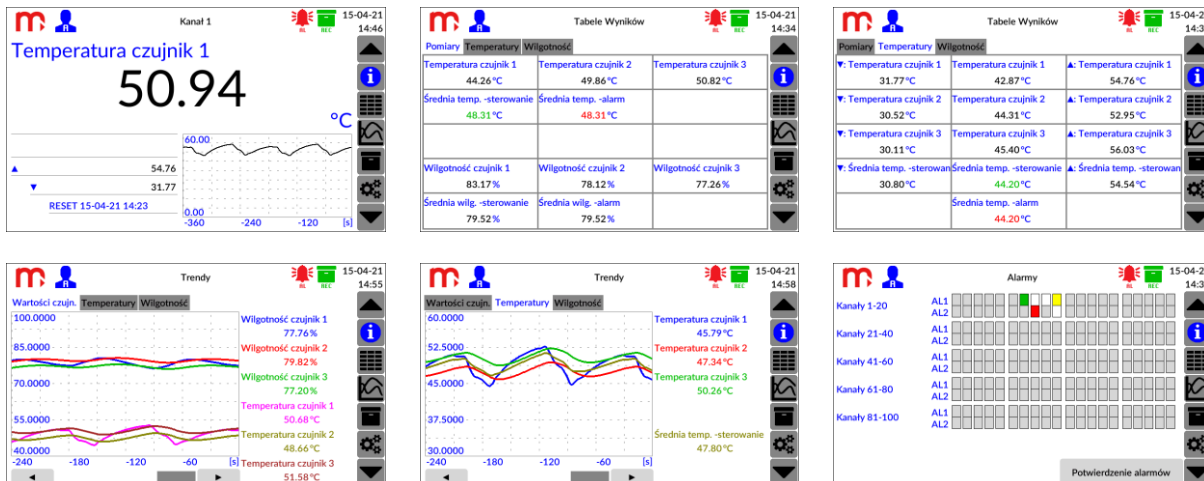 m Kanał 1 AL REC 15-04-21
A 14:46
Temperatura czujnik 1
50.94
°C
60.00
▲ 54.76
▼ 31.77
RESET 15-04-21 14:23
0.00
-360 -240 -120 [s]
m Tabele Wyników AL REC 15-04-21
A 14:34
Pomiary Temperatury Wilgotność
Temperatura czujnik 1 Temperatura czujnik 2 Temperatura czujnik 3
44.26°C 49.86°C 50.82°C
Średnia temp. -sterowanie Średnia temp. -alarm
48.31°C 48.31°C
Wilgotność czujnik 1 Wilgotność czujnik 2 Wilgotność czujnik 3
83.17% 78.12% 77.26%
Średnia wilg. -sterowanie Średnia wilg. -alarm
79.52% 79.52%
m Tabele Wyników AL REC 15-04-2
A 14:3
Pomiary Temperatury Wilgotność
▼: Temperatura czujnik 1 Temperatura czujnik 1 ▲: Temperatura czujnik 1
31.77°C 42.87°C 54.76°C
▼: Temperatura czujnik 2 Temperatura czujnik 2 ▲: Temperatura czujnik 2
30.52°C 44.31°C 52.95°C
▼: Temperatura czujnik 3 Temperatura czujnik 3 ▲: Temperatura czujnik 3
30.11°C 45.40°C 56.03°C
▼: Średnia temp. -sterowan Średnia temp. -sterowanie ▲: Średnia temp. -sterowan
30.80°C 44.20°C 54.54°C
Średnia temp. -alarm
44.20°C
m Trendy AL REC 15-04-21
A 14:55
Wartości czujn. Temperatury Wilgotność
100.0000
85.0000
70.0000
55.0000
40.0000
-240 -180 -120 -60 [s]
Wilgotność czujnik 1
77.76%
Wilgotność czujnik 2
79.82%
Wilgotność czujnik 3
77.20%
Temperatura czujnik 1
50.68°C
Temperatura czujnik 2
48.66°C
Temperatura czujnik 3
51.58°C
m Trendy AL REC 15-04-21
A 14:58
Wartości czujn. Temperatury Wilgotność
60.0000
52.5000
45.0000
37.5000
30.0000
-240 -180 -120 -60 [s]
Temperatura czujnik 1
45.79°C
Temperatura czujnik 2
47.34°C
Temperatura czujnik 3
50.26°C
Średnia temp. -sterowanie
47.80°C
m Alarmy AL REC 15-04-2
A 14:3
Kanały 1-20 AL1
AL2
Kanały 21-40 AL1
AL2
Kanały 41-60 AL1
AL2
Kanały 61-80 AL1
AL2
Kanały 81-100 AL1
AL2
Potwierdzenie alarmów